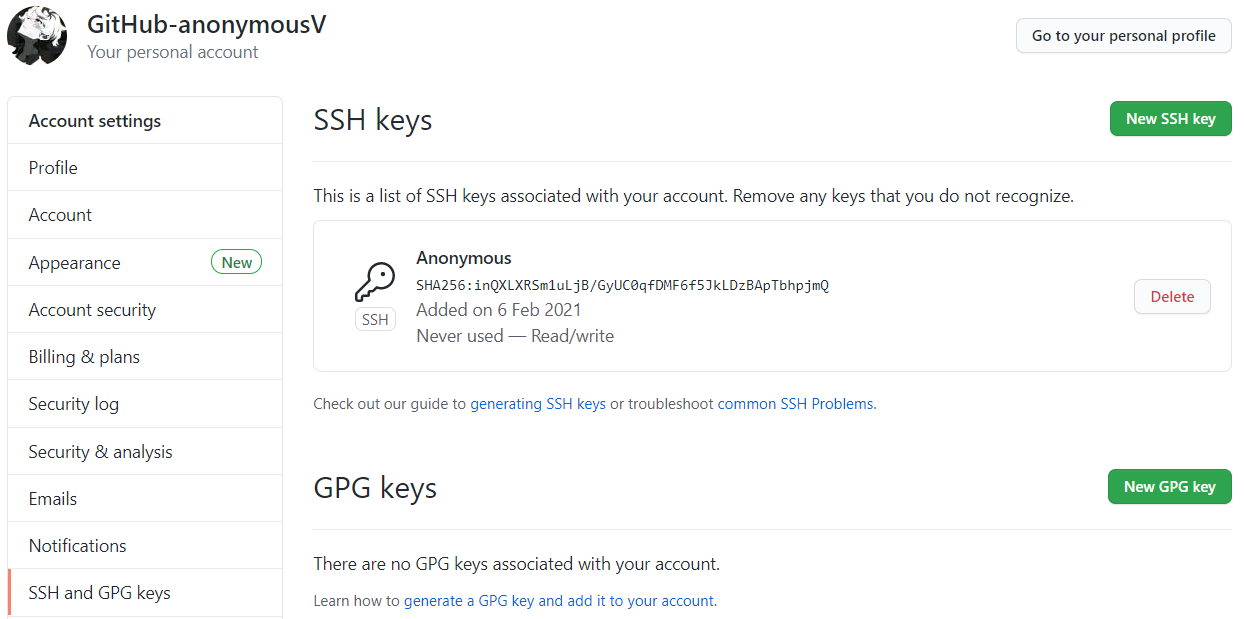 GitHub-anonymousV
Your personal account
Go to your personal profile
Account settings
Profile
Account
Appearance New
Account security
Billing & plans
Security log
Security & analysis
Emails
Notifications
SSH and GPG keys
SSH keys
New SSH key
This is a list of SSH keys associated with your account. Remove any keys that you do not recognize.
Anonymous
SHA256:inQXLXRSm1uLjB/GyUC0qfDMF6f5JkLDzBApTbhpjmQ
Added on 6 Feb 2021
Never used — Read/write
SSH
Delete
Check out our guide to generating SSH keys or troubleshoot common SSH Problems.
GPG keys
New GPG key
There are no GPG keys associated with your account.
Learn how to generate a GPG key and add it to your account.